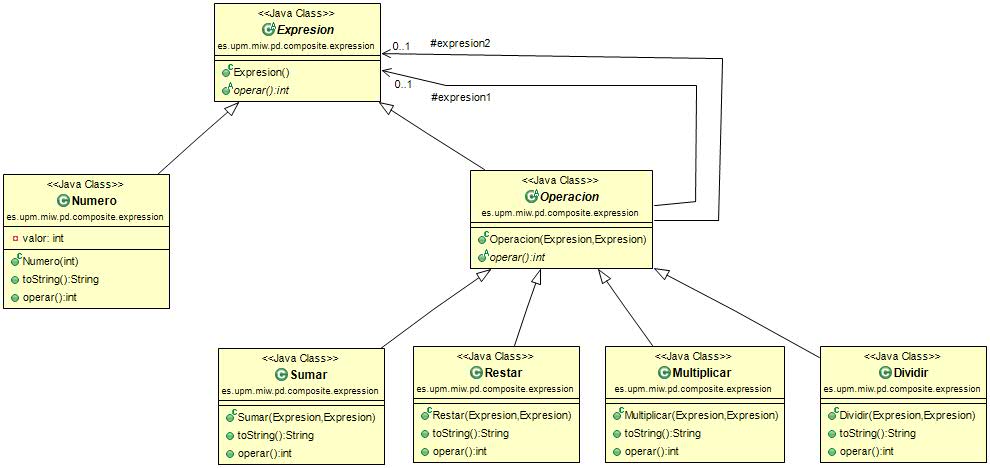 <<Java Class>>
Expresion
es.upm.miw.pd.composite.expression
Expresion()
operar():int
0..1
#expresion2
0..1
#expresion1
<<Java Class>>
Numero
es.upm.miw.pd.composite.expression
valor: int
Numero(int)
toString():String
operar():int
<<Java Class>>
Operacion
es.upm.miw.pd.composite.expression
Operacion(Expresion,Expresion)
operar():int
<<Java Class>>
Sumar
es.upm.miw.pd.composite.expression
Sumar(Expresion,Expresion)
toString():String
operar():int
<<Java Class>>
Restar
es.upm.miw.pd.composite.expression
Restar(Expresion,Expresion)
toString():String
operar():int
<<Java Class>>
Multiplicar
es.upm.miw.pd.composite.expression
Multiplicar(Expresion,Expresion)
toString():String
operar():int
<<Java Class>>
Dividir
es.upm.miw.pd.composite.expression
Dividir(Expresion,Expresion)
toString():String
operar():int